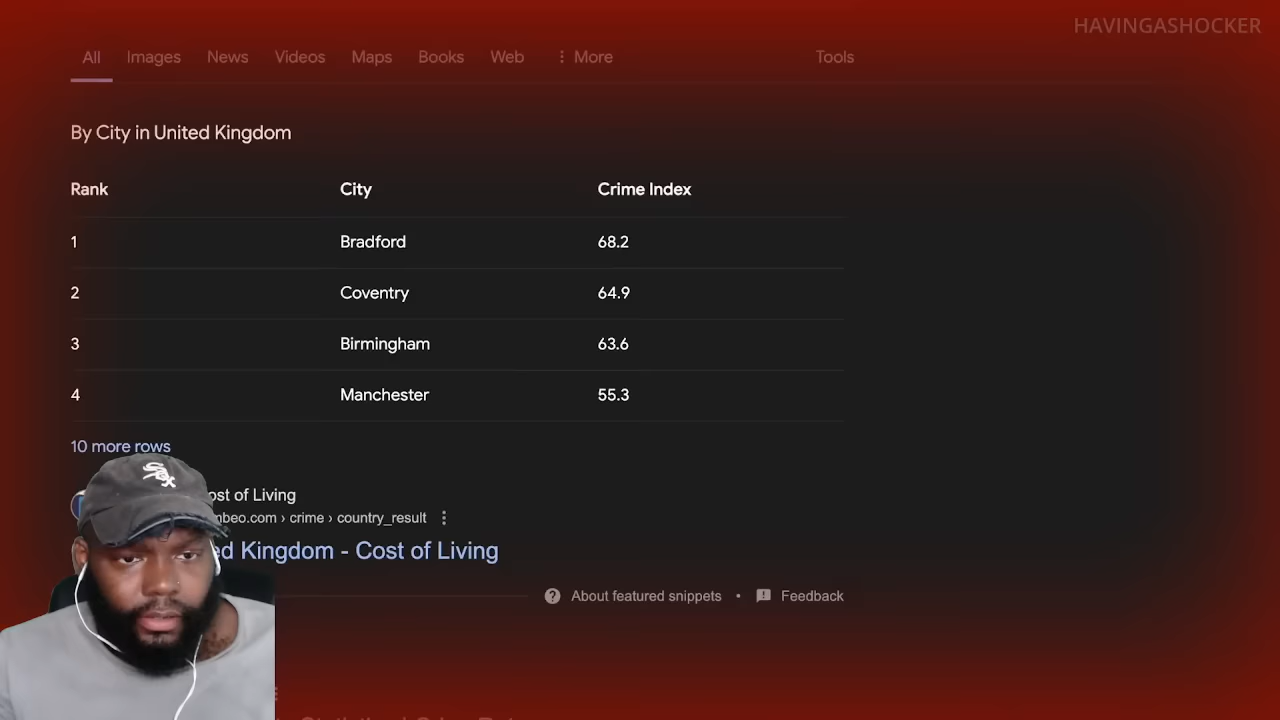 HAVINGASHOCKER
All Images News Videos Maps Books Web More Tools
By City in United Kingdom
Rank City Crime Index
1 Bradford 68.2
2 Coventry 64.9
3 Birmingham 63.6
4 Manchester 55.3
10 more rows
Sox
ost of Living
nbeo.com › crime › country_result
ed Kingdom - Cost of Living
About featured snippets • Feedback